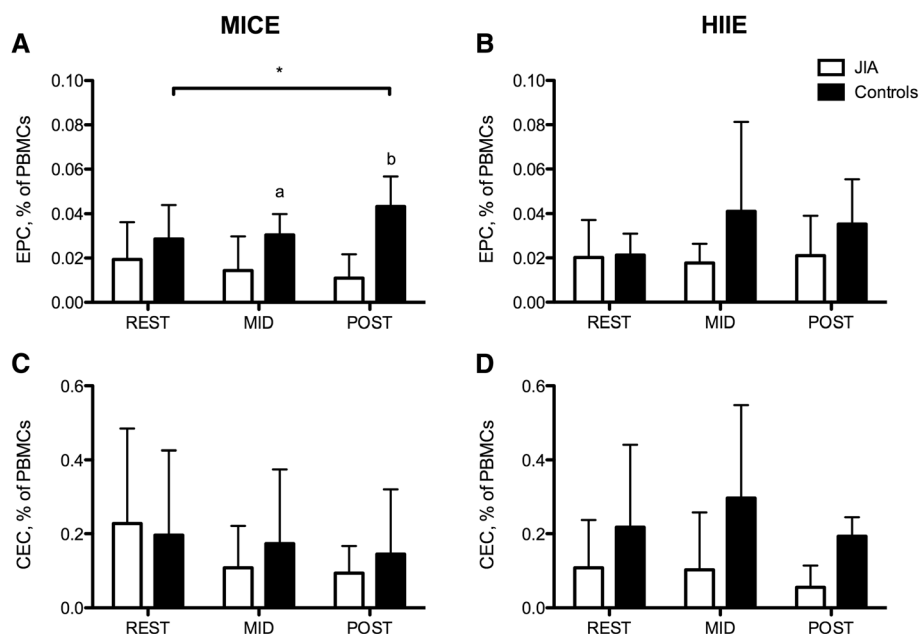 MICE
HIIE
A
*
EPC, % of PBMCs
0.10
0.08
0.06
0.04
0.02
0.00
a
b
REST MID POST
B
JIA
Controls
EPC, % of PBMCs
0.10
0.08
0.06
0.04
0.02
0.00
REST MID POST
C
CEC, % of PBMCs
0.6
0.4
0.2
0.0
REST MID POST
D
CEC, % of PBMCs
0.6
0.4
0.2
0.0
REST MID POST